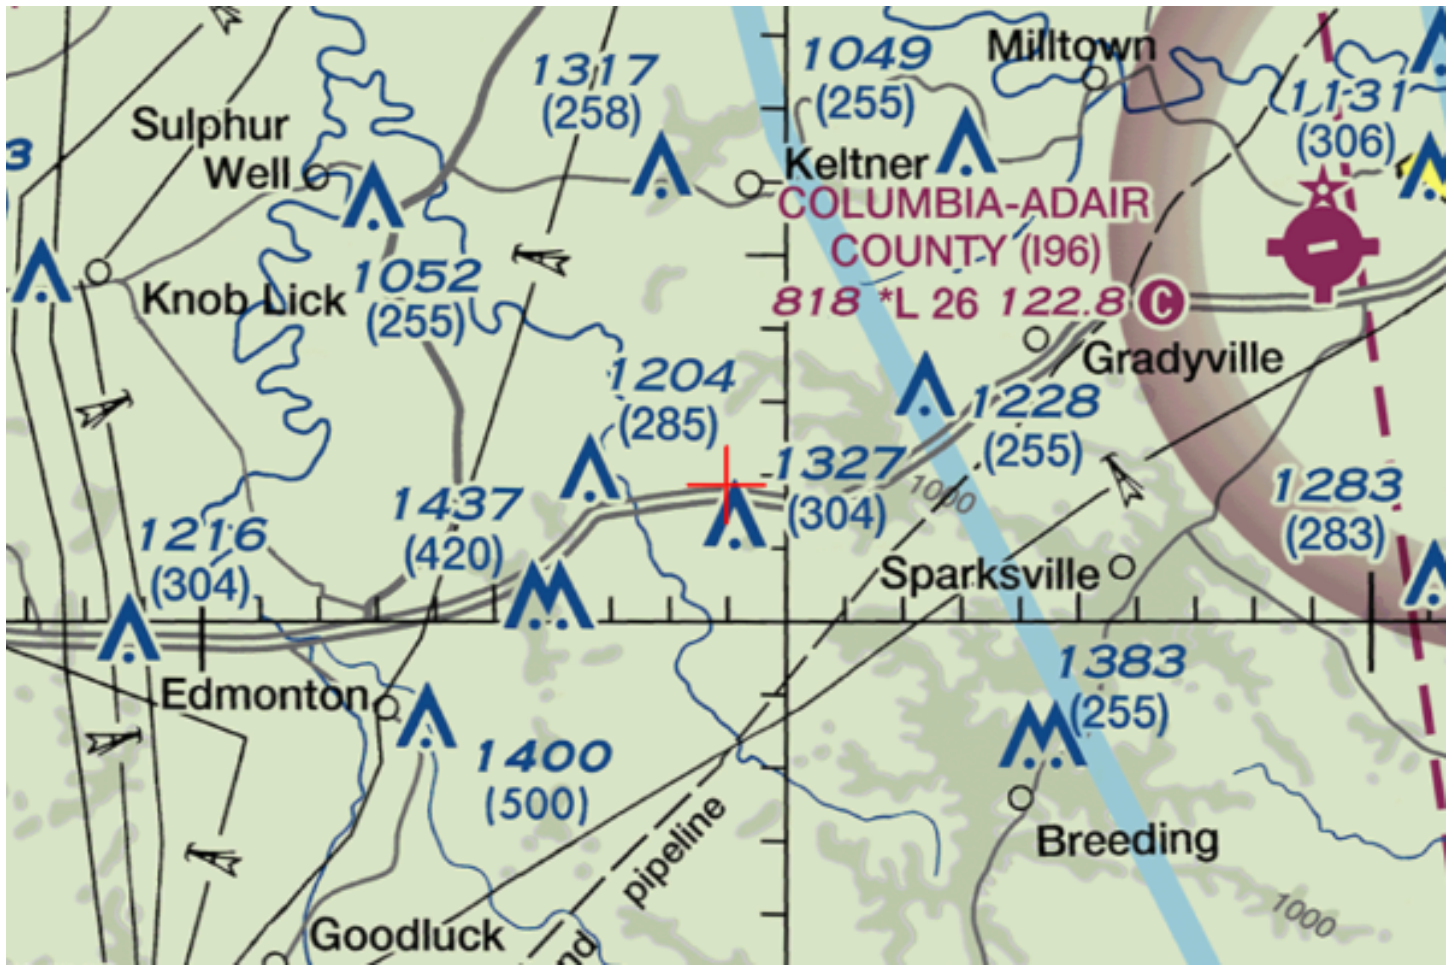 Milltown
1049
(255)
1317
(258)
1131
(306)
Sulphur
Well
3
Keltner
COLUMBIA-ADAIR
COUNTY (I96)
818 *L 26 122.8
C
Knob Lick
1052
(255)
Gradyville
1204
(285)
1228
(255)
1327
(304)
1000
1283
(283)
1437
(420)
1216
(304)
Sparksville
Edmonton
1383
(255)
1400
(500)
Breeding
pipeline
1000
Goodluck
nd